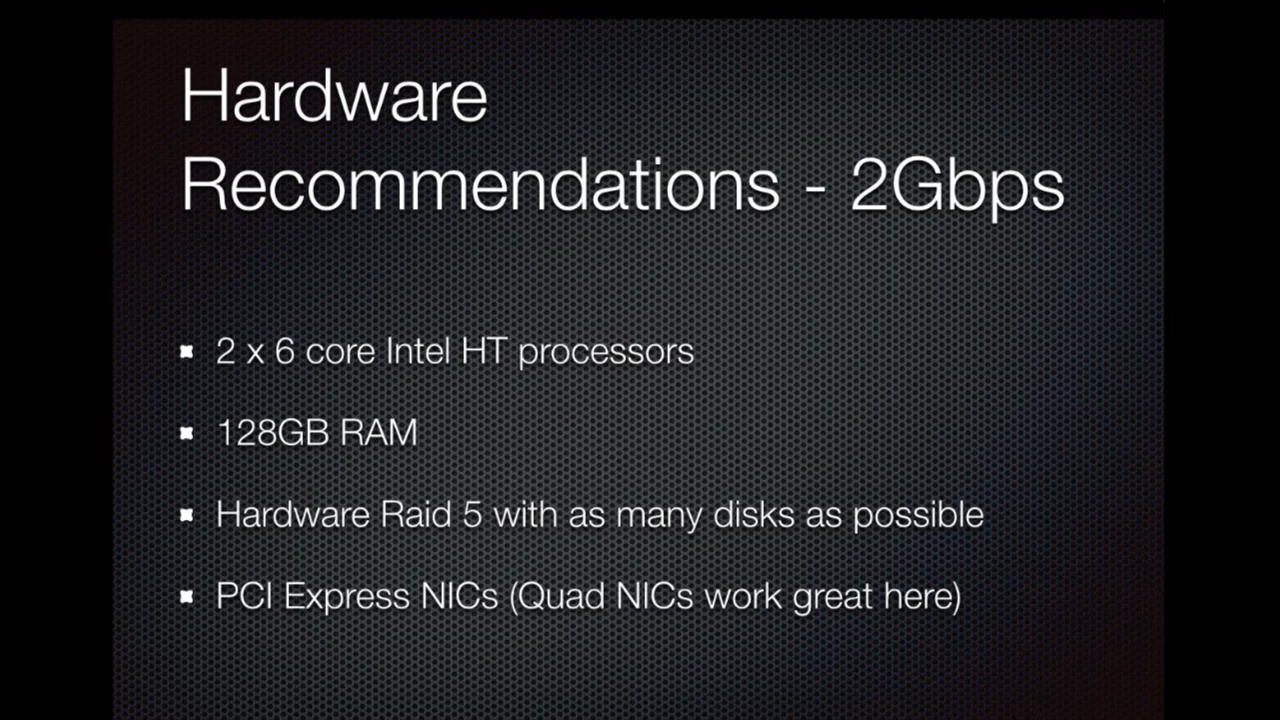 Hardware
Recommendations - 2Gbps
2 x 6 core Intel HT processors
128GB RAM
Hardware Raid 5 with as many disks as possible
PCI Express NICs (Quad NICs work great here)